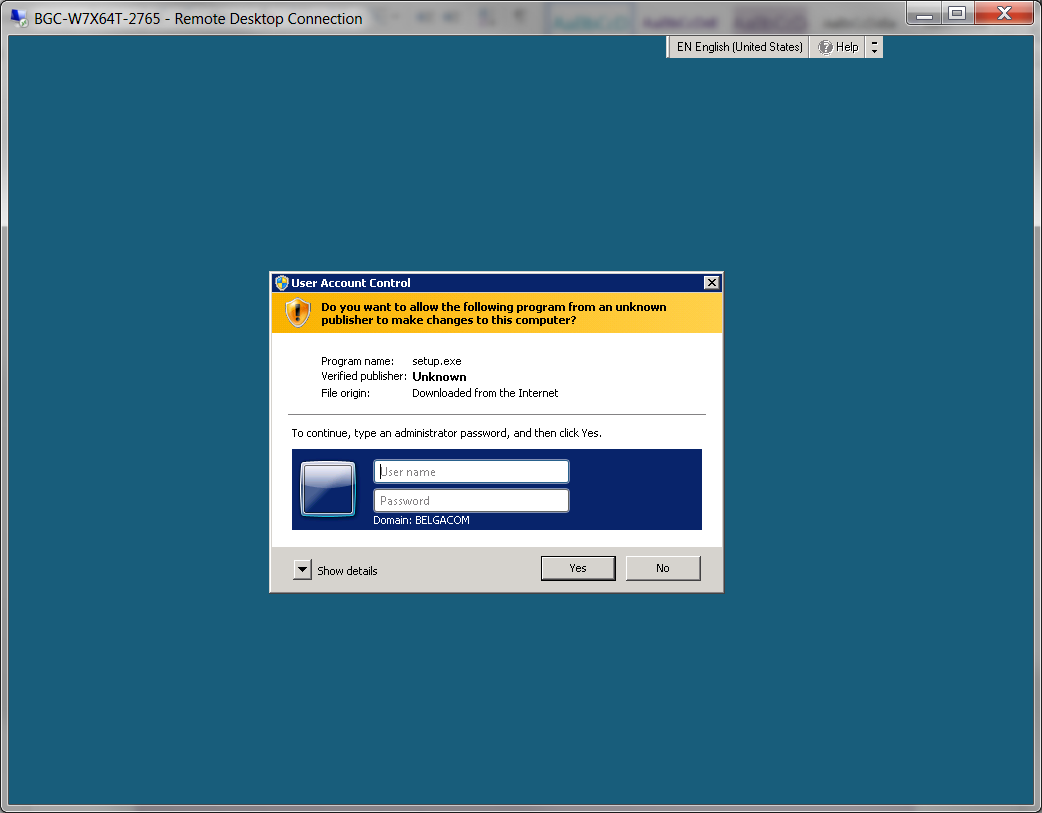 BGC-W7X64T-2765 - Remote Desktop Connection
EN English (United States) Help
User Account Control
Do you want to allow the following program from an unknown
publisher to make changes to this computer?
Program name: setup.exe
Verified publisher: Unknown
File origin: Downloaded from the Internet
To continue, type an administrator password, and then click Yes.
User name
Password
Domain: BELGACOM
Show details Yes No